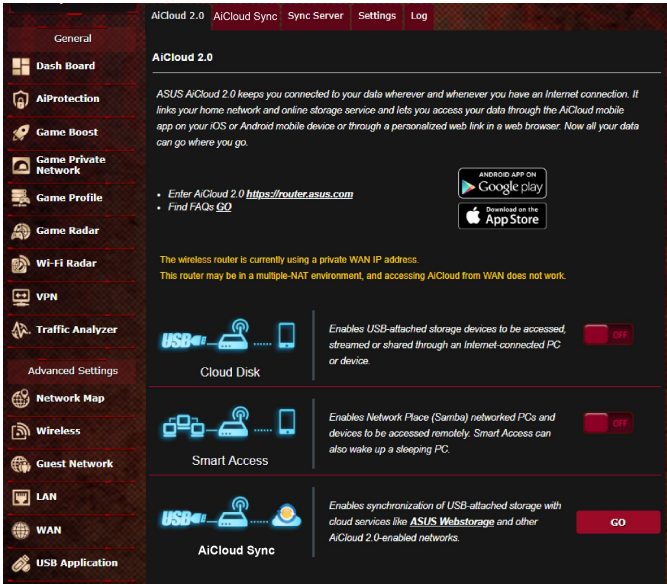 AiCloud 2.0
AiCloud Sync
Sync Server
Settings
Log
General
Dash Board
AiProtection
Game Boost
Game Private
Network
Game Profile
Game Radar
Wi-Fi Radar
VPN
Traffic Analyzer
Advanced Settings
Network Map
Wireless
Guest Network
LAN
WAN
USB Application
AiCloud 2.0
ASUS AiCloud 2.0 keeps you connected to your data wherever and whenever you have an Internet connection. It
links your home network and online storage service and lets you access your data through the AiCloud mobile
app on your iOS or Android mobile device or through a personalized web link in a web browser. Now all your data
can go where you go.
• Enter AiCloud 2.0 https://router.asus.com
• Find FAQs GO
ANDROID APP ON
Google play
Download on the
App Store
The wireless router is currently using a private WAN IP address.
This router may be in a multiple-NAT environment, and accessing AiCloud from WAN does not work.
USB
Cloud Disk
Enables USB-attached storage devices to be accessed,
streamed or shared through an Internet-connected PC
or device.
OFF
Smart Access
Enables Network Place (Samba) networked PCs and
devices to be accessed remotely. Smart Access can
also wake up a sleeping PC.
OFF
USB
AiCloud Sync
Enables synchronization of USB-attached storage with
cloud services like ASUS Webstorage and other
AiCloud 2.0-enabled networks.
GO